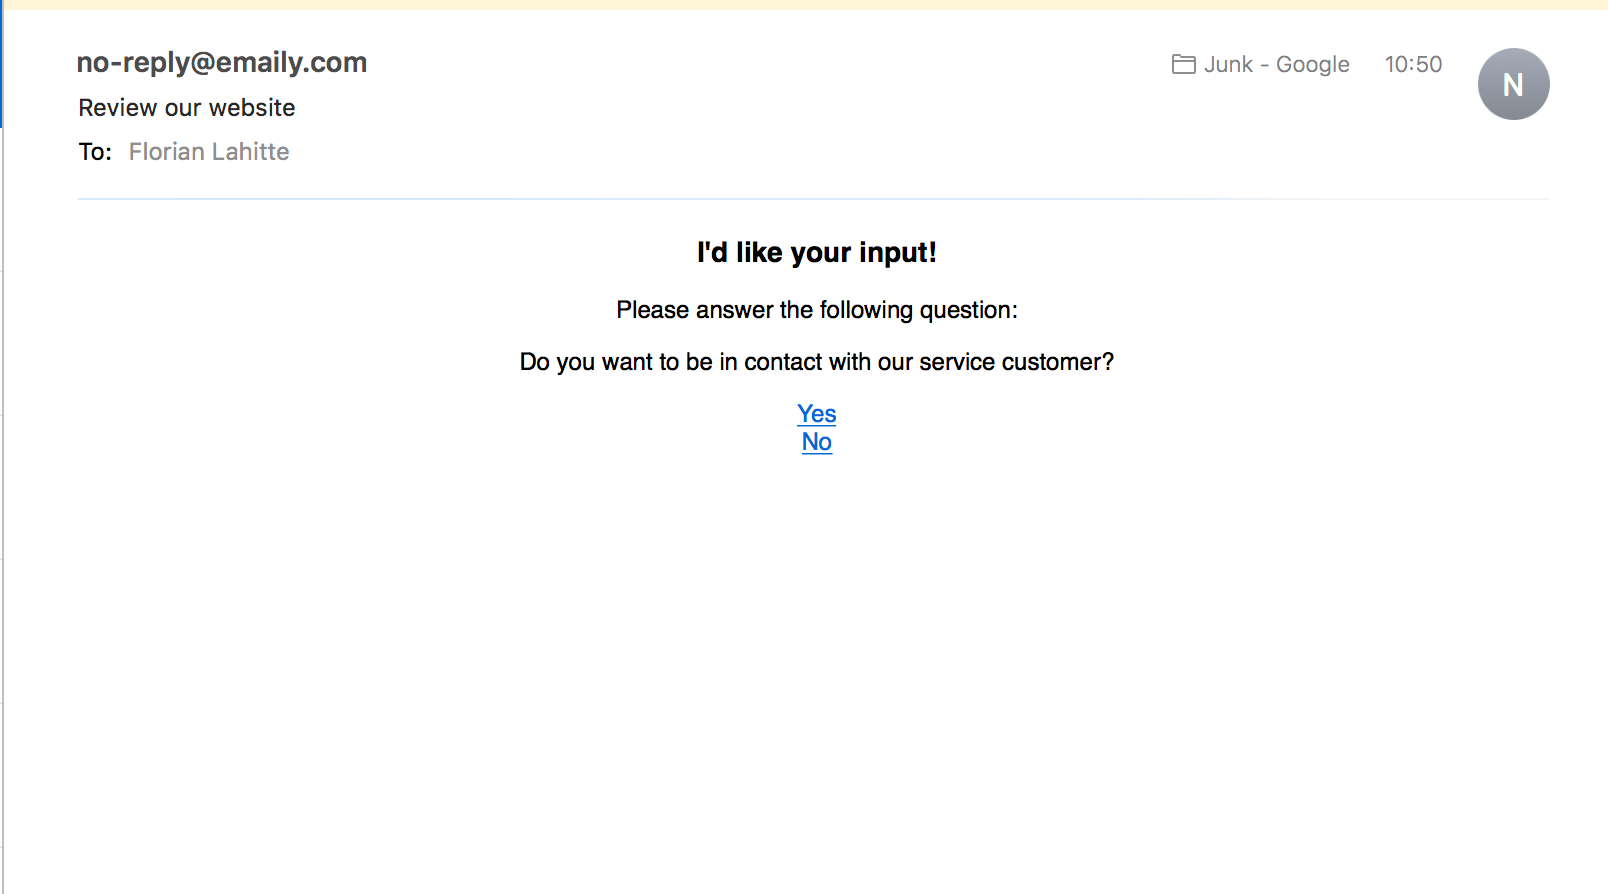 no-reply@emaily.com
Junk - Google
10:50
N
Review our website
To: Florian Lahitte
I'd like your input!
Please answer the following question:
Do you want to be in contact with our service customer?
Yes
No